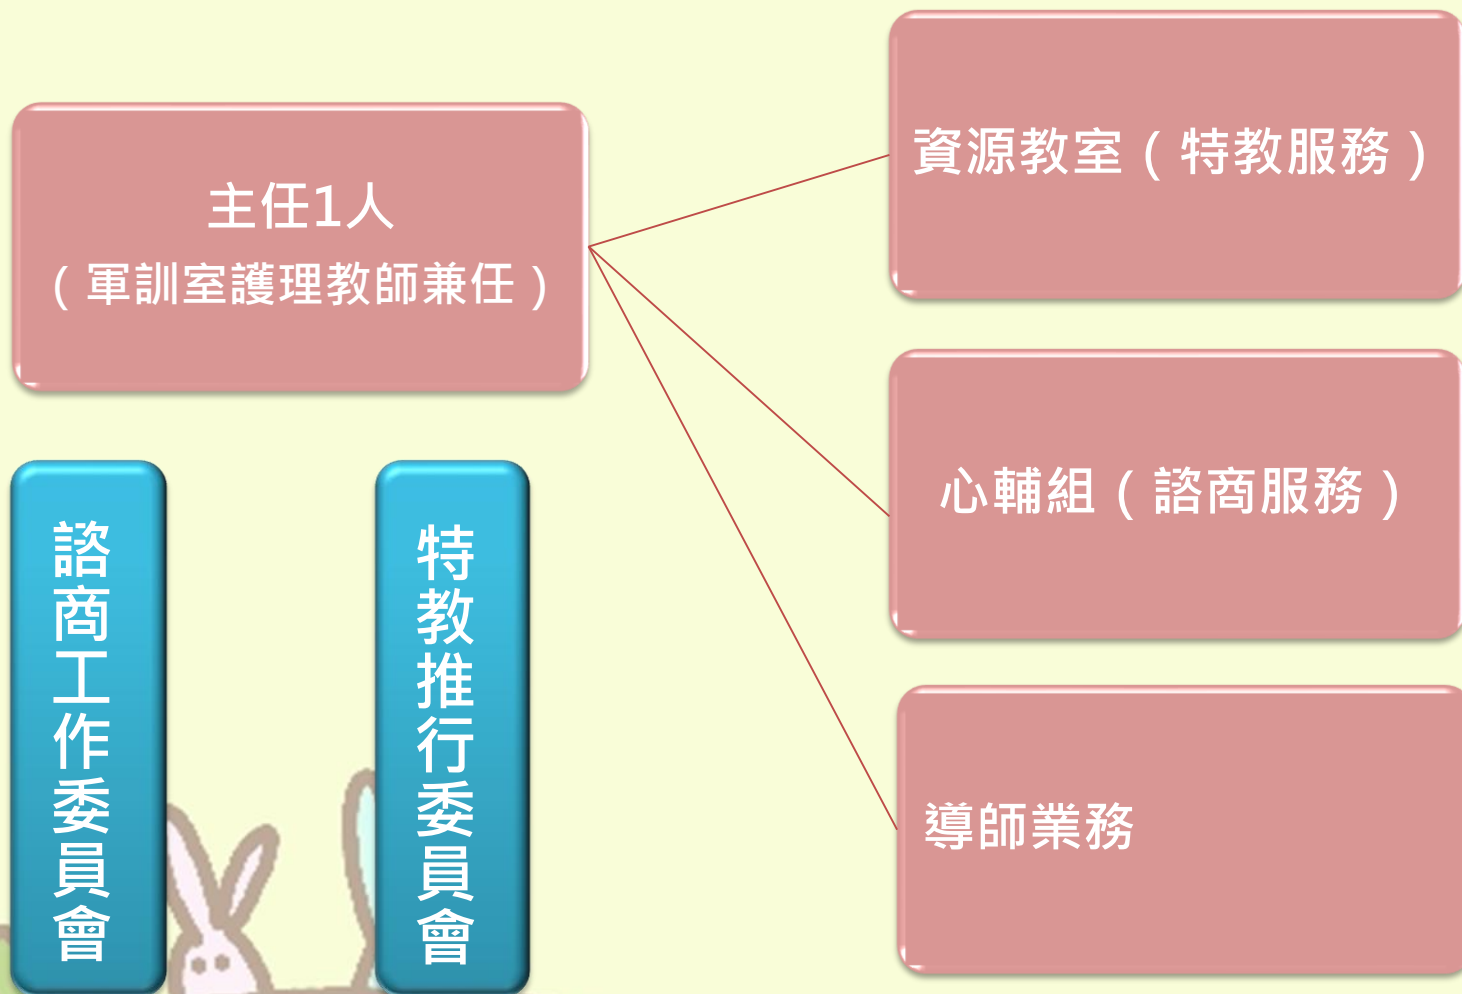 主任1人
（軍訓室護理教師兼任）
資源教室（特教服務）
心輔組（諮商服務）
導師業務
諮商工作委員會
特教推行委員會